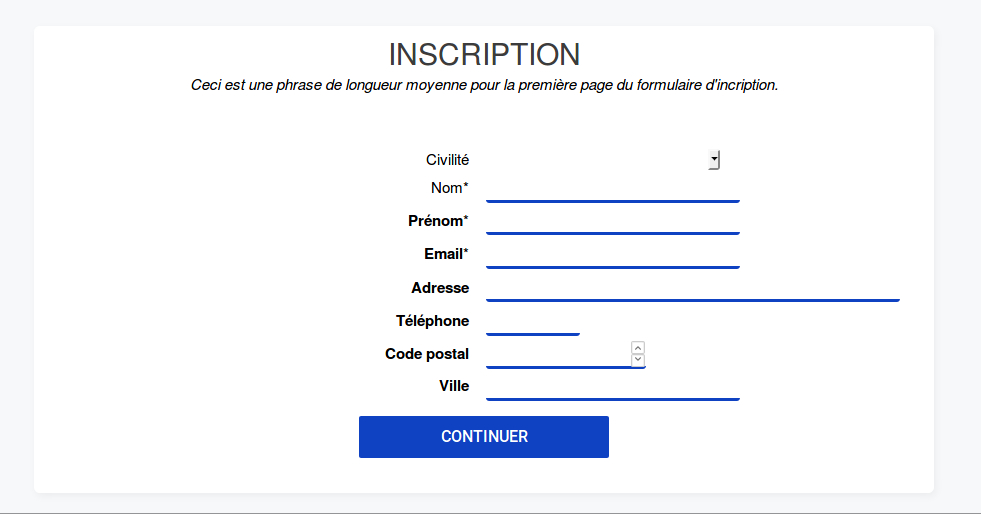 INSCRIPTION
Ceci est une phrase de longueur moyenne pour la première page du formulaire d'incription.
Civilité
Nom*
Prénom*
Email*
Adresse
Téléphone
Code postal
Ville
CONTINUER